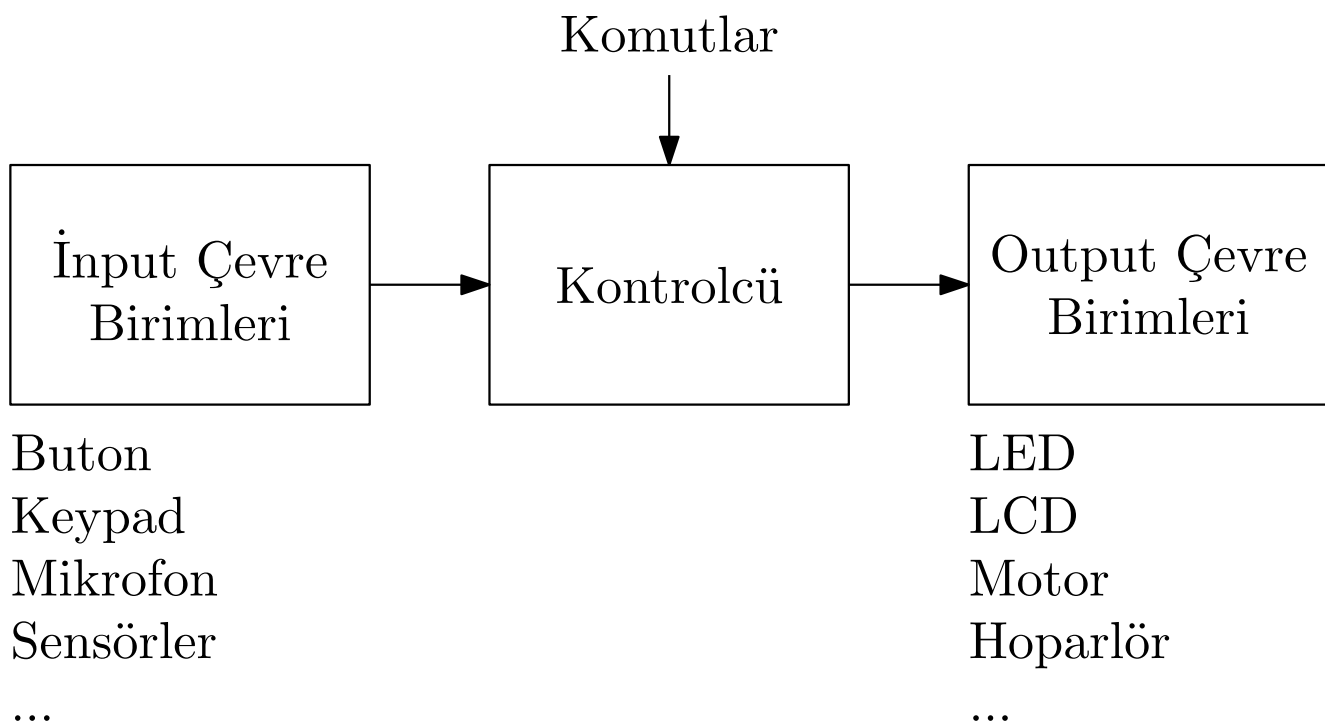 Komutlar
İnput Çevre
Birimleri
Kontrolcü
Output Çevre
Birimleri
Buton
Keypad
Mikrofon
Sensörler
...
LED
LCD
Motor
Hoparlör
...